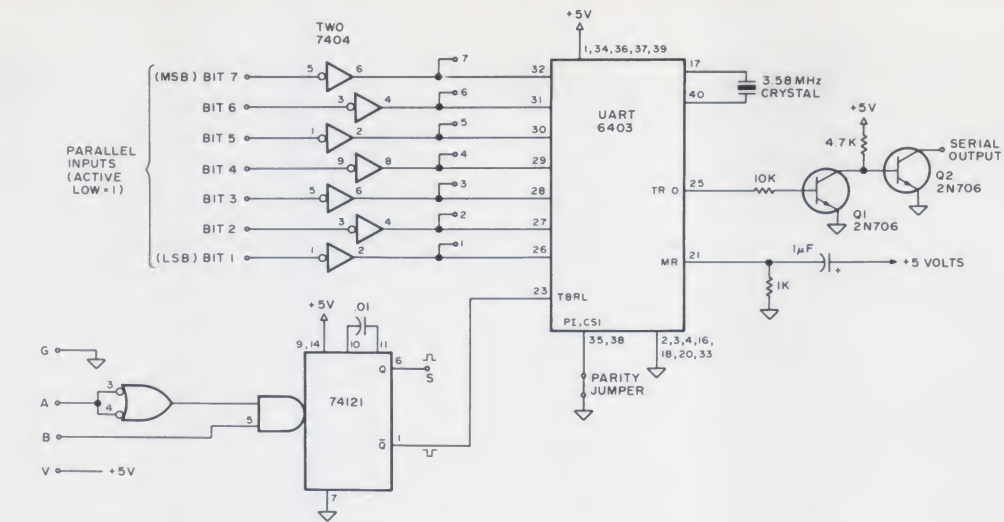 +5V
TWO
7404
1,34,36,37,39
(MSB) BIT 7
5
6
7
32
17
BIT 6
3
4
6
31
40
3.58 MHz
CRYSTAL
BIT 5
1
2
5
30
UART
6403
+5V
PARALLEL
INPUTS
(ACTIVE
LOW=1)
BIT 4
9
8
4
29
4.7K
SERIAL
OUTPUT
BIT 3
5
6
3
28
TR O
25
10K
Q2
2N706
BIT 2
3
4
2
27
Q1
2N706
(LSB) BIT 1
1
2
1
26
MR
21
1µF
+
+5 VOLTS
1K
23
TBRL
+5V
.01
PI, CSI
9,14
10
11
35,38
2,3,4,16,
18,20,33
G
6
Q
S
PARITY
JUMPER
A
3
4
74121
B
5
Q̅
1
V
+5V
7